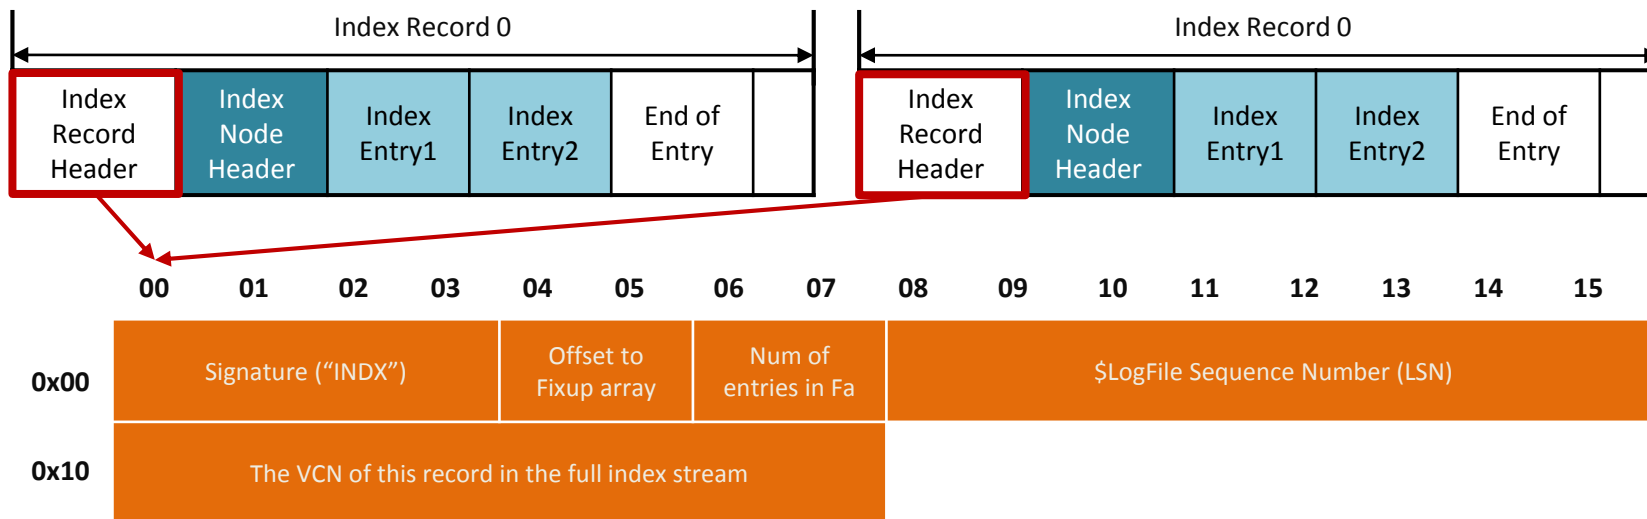 Index Record 0
Index Record 0
Index
Record
Header
Index
Node
Header
Index
Entry1
Index
Entry2
End of
Entry
Index
Record
Header
Index
Node
Header
Index
Entry1
Index
Entry2
End of
Entry
00 01 02 03 04 05 06 07 08 09 10 11 12 13 14 15
0x00
Signature (“INDX”)
Offset to
Fixup array
Num of
entries in Fa
$LogFile Sequence Number (LSN)
0x10
The VCN of this record in the full index stream